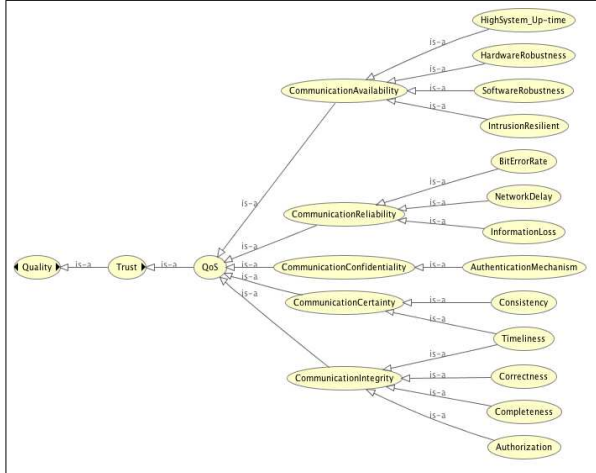 HighSystem_Up-time
is-a
HardwareRobustness
is-a
CommunicationAvailability
is-a
SoftwareRobustness
is-a
IntrusionResilient
BitErrorRate
is-a
NetworkDelay
is-a
is-a
CommunicationReliability
is-a
InformationLoss
is-a
Quality
is-a
Trust
is-a
QoS
is-a
CommunicationConfidentiality
is-a
AuthenticationMechanism
is-a
CommunicationCertainty
is-a
Consistency
is-a
is-a
Timeliness
is-a
CommunicationIntegrity
is-a
Correctness
is-a
Completeness
is-a
Authorization